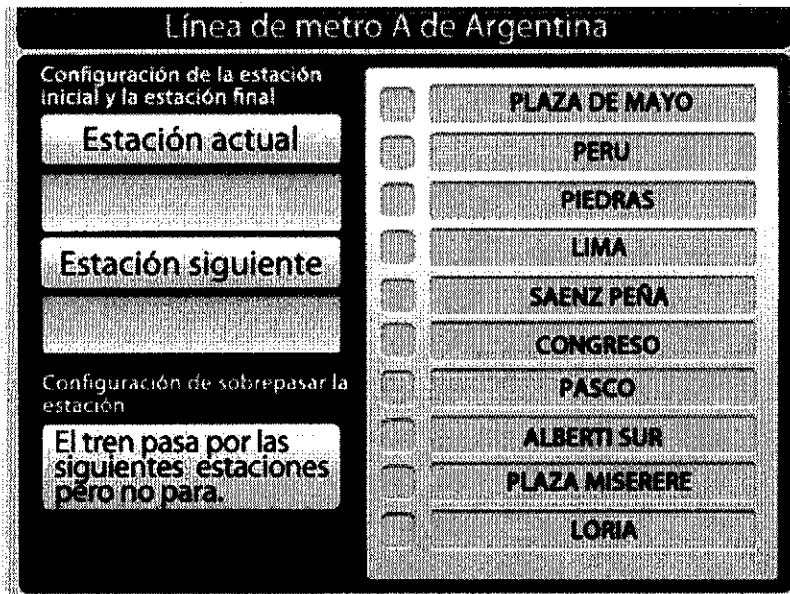 Línea de metro A de Argentina
Configuración de la estación
inicial y la estación final
Estación actual
Estación siguiente
Configuración de sobrepasar la
estación
El tren pasa por las
siguientes estaciones
pero no para.
PLAZA DE MAYO
PERU
PIEDRAS
LIMA
SAENZ PEÑA
CONGRESO
PASCO
ALBERTI SUR
PLAZA MISERERE
LORIA